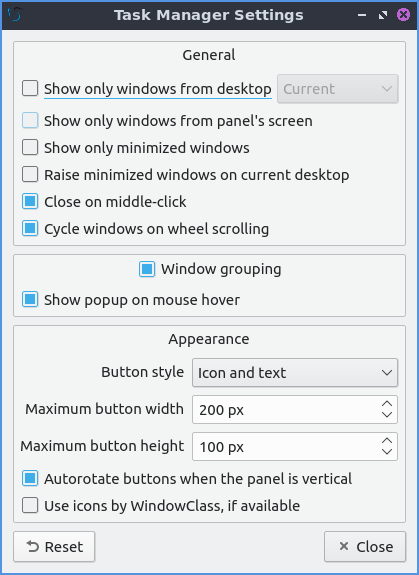 Task Manager Settings
General
Show only windows from desktop Current
Show only windows from panel's screen
Show only minimized windows
Raise minimized windows on current desktop
Close on middle-click
Cycle windows on wheel scrolling
Window grouping
Show popup on mouse hover
Appearance
Button style Icon and text
Maximum button width 200 px
Maximum button height 100 px
Autorotate buttons when the panel is vertical
Use icons by WindowClass, if available
Reset Close